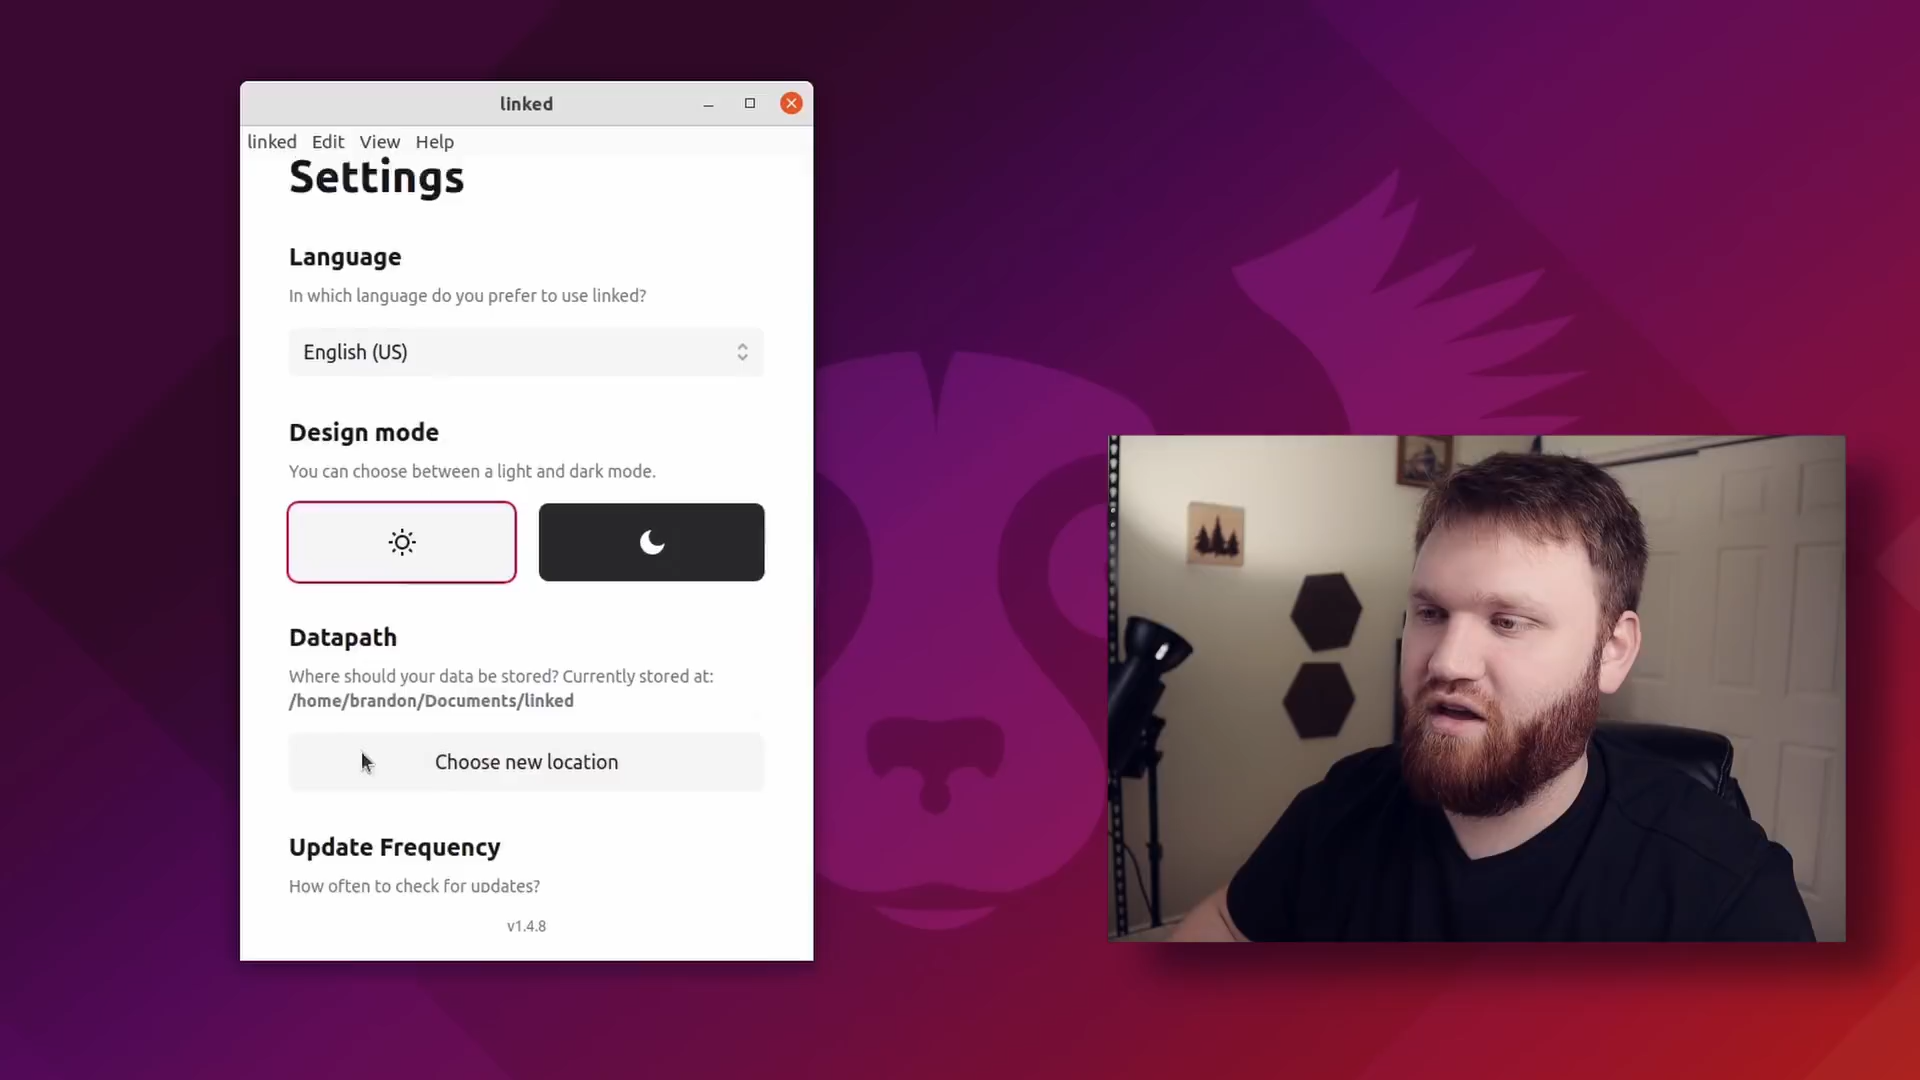 linked
linked Edit View Help
Settings
Language
In which language do you prefer to use linked?
English (US)
Design mode
You can choose between a light and dark mode.
Datapath
Where should your data be stored? Currently stored at:
/home/brandon/Documents/linked
Choose new location
Update Frequency
How often to check for updates?
v1.4.8